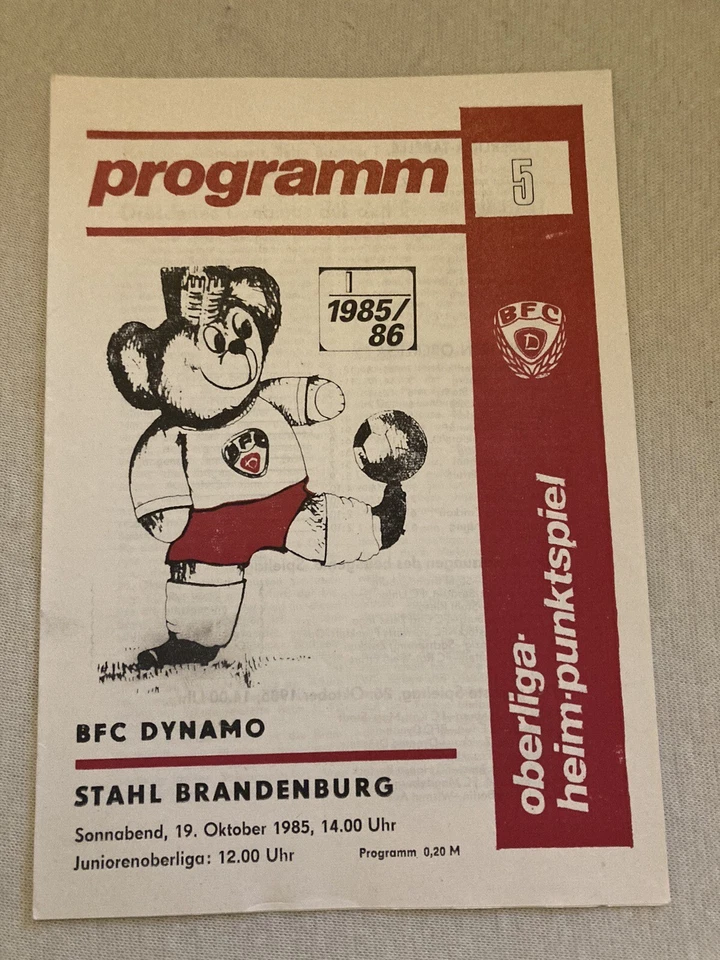 programm
5
I
1985/
86
BFC
D
BFC
D
oberliga-
heim-punktspiel
BFC DYNAMO
STAHL BRANDENBURG
Sonnabend, 19. Oktober 1985, 14.00 Uhr
Juniorenoberliga: 12.00 Uhr
Programm 0,20 M